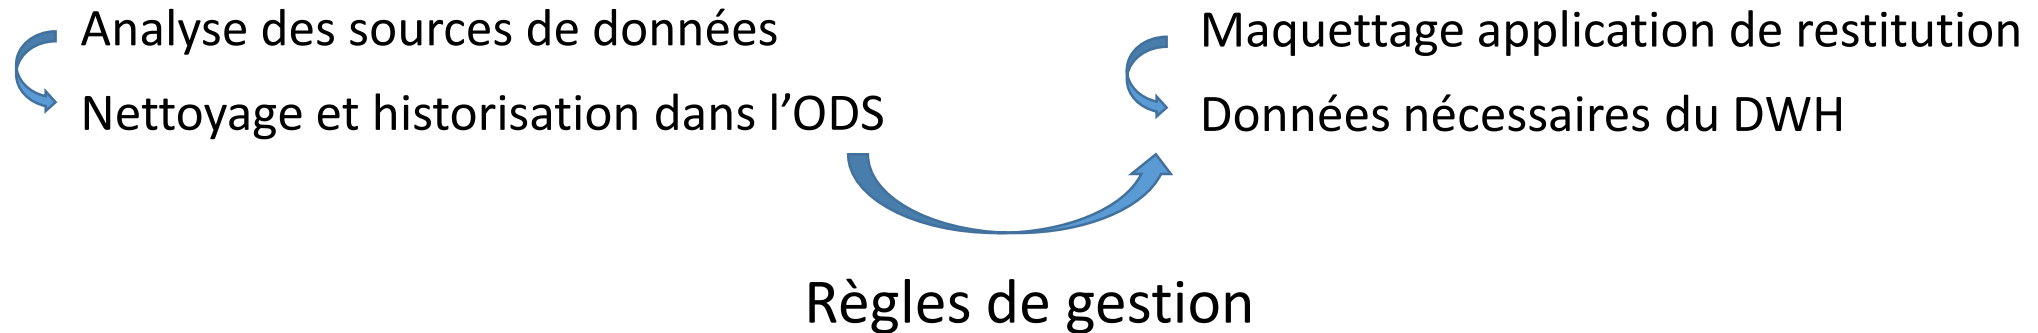 Analyse des sources de données
Nettoyage et historisation dans l’ODS
Maquettage application de restitution
Données nécessaires du DWH
Règles de gestion